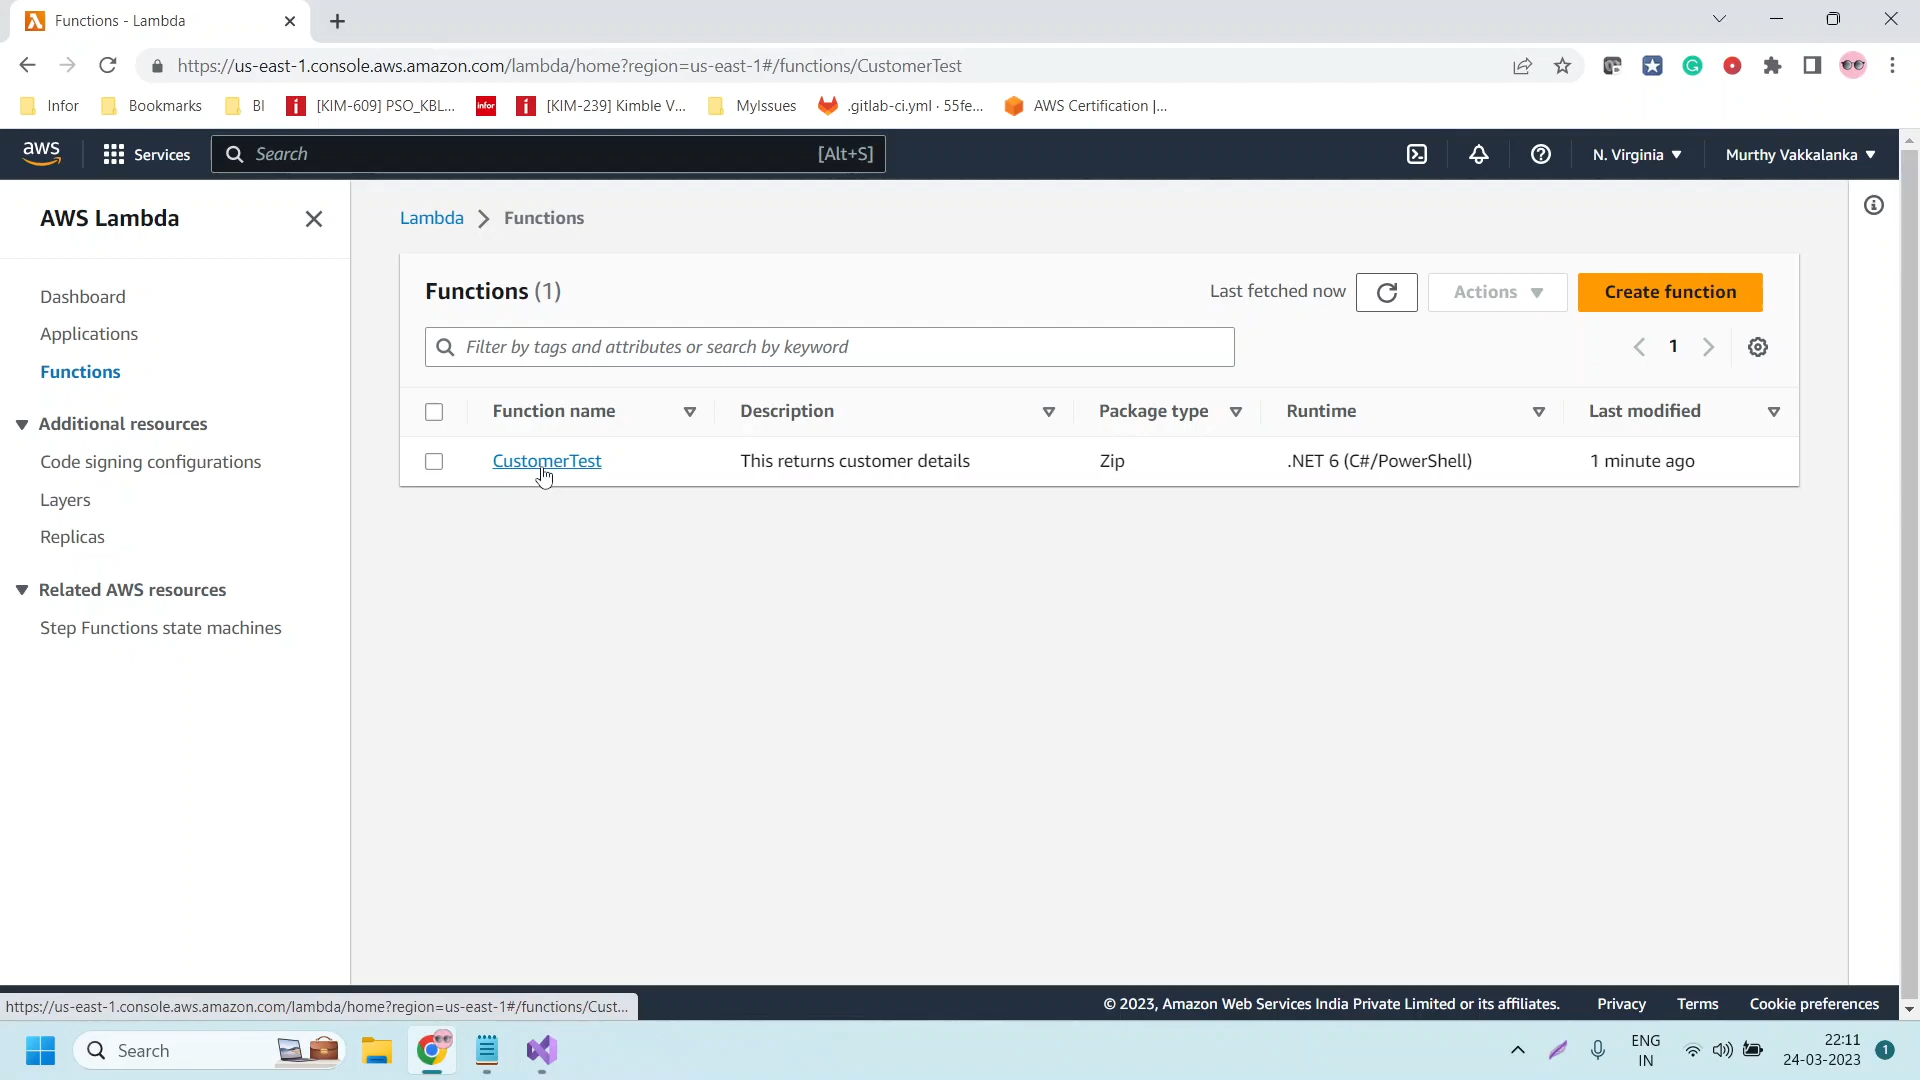 Functions - Lambda
https://us-east-1.console.aws.amazon.com/lambda/home?region=us-east-1#/functions/CustomerTest
Infor
Bookmarks
BI
[KIM-609] PSO_KBL...
infor
[KIM-239] Kimble V...
MyIssues
.gitlab-ci.yml · 55fe...
AWS Certification |...
aws
Services
Search
[Alt+S]
N. Virginia
Murthy Vakkalanka
AWS Lambda
Dashboard
Applications
Functions
Additional resources
Code signing configurations
Layers
Replicas
Related AWS resources
Step Functions state machines
Lambda
Functions
Functions (1)
Last fetched now
Actions
Create function
Filter by tags and attributes or search by keyword
1
Function name
Description
Package type
Runtime
Last modified
CustomerTest
This returns customer details
Zip
.NET 6 (C#/PowerShell)
1 minute ago
https://us-east-1.console.aws.amazon.com/lambda/home?region=us-east-1#/functions/Cust...
© 2023, Amazon Web Services India Private Limited or its affiliates.
Privacy
Terms
Cookie preferences
Search
ENG
IN
22:11
24-03-2023
1